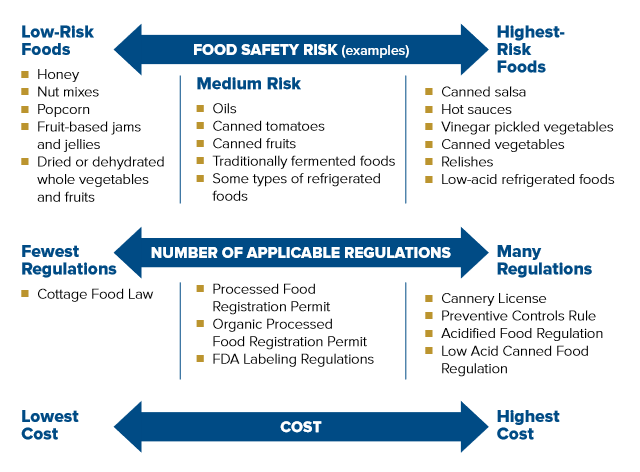 Low-Risk
Foods
FOOD SAFETY RISK (examples)
Highest-
Risk
Foods
Honey
Nut mixes
Popcorn
Fruit-based jams
and jellies
Dried or dehydrated
whole vegetables
and fruits
Medium Risk
Oils
Canned tomatoes
Canned fruits
Traditionally fermented foods
Some types of refrigerated
foods
Canned salsa
Hot sauces
Vinegar pickled vegetables
Canned vegetables
Relishes
Low-acid refrigerated foods
Fewest
Regulations
NUMBER OF APPLICABLE REGULATIONS
Many
Regulations
Cottage Food Law
Processed Food
Registration Permit
Organic Processed
Food Registration Permit
FDA Labeling Regulations
Cannery License
Preventive Controls Rule
Acidified Food Regulation
Low Acid Canned Food
Regulation
Lowest
Cost
COST
Highest
Cost